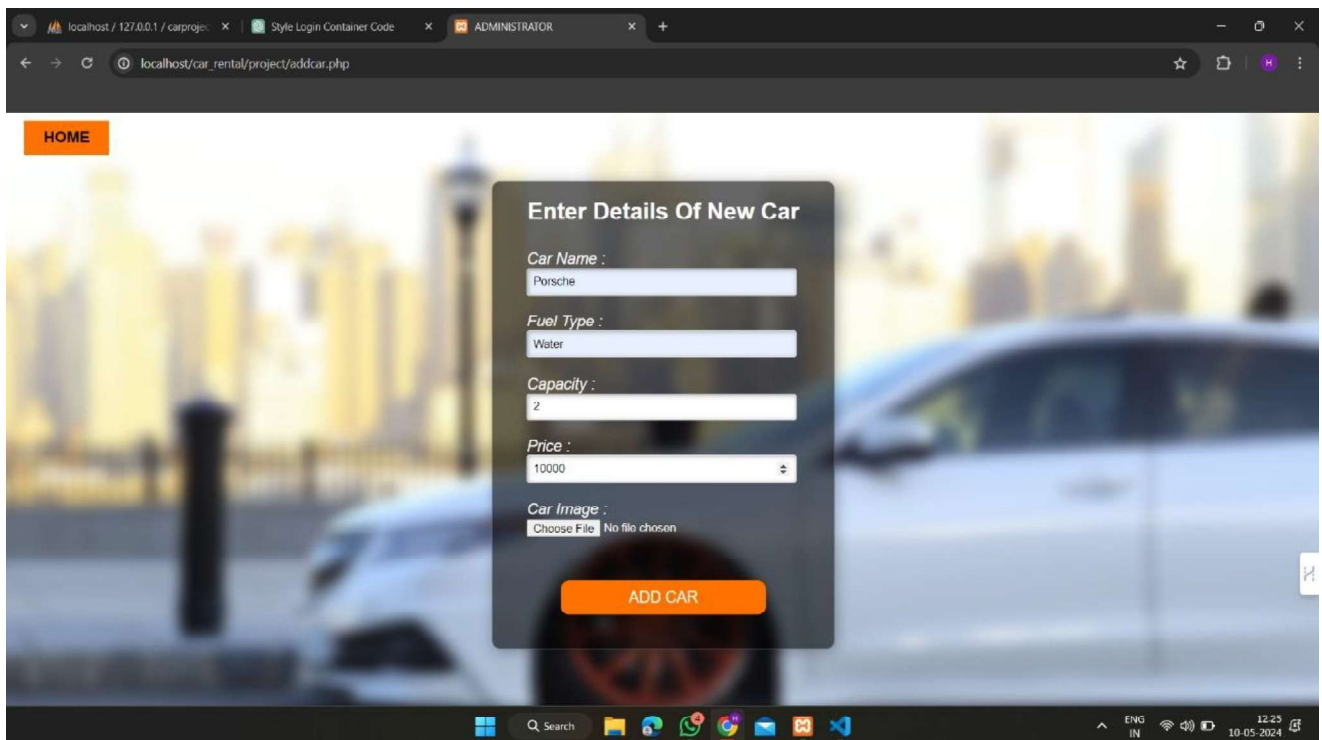 localhost / 127.0.0.1 / carprojec
Style Login Container Code
ADMINISTRATOR
localhost/car_rental/project/addcar.php
H
HOME
Enter Details Of New Car
Car Name :
Porsche
Fuel Type :
Water
Capacity :
2
Price :
10000
Car Image :
Choose File No file chosen
ADD CAR
Search
ENG
IN
12:25
10-05-2024